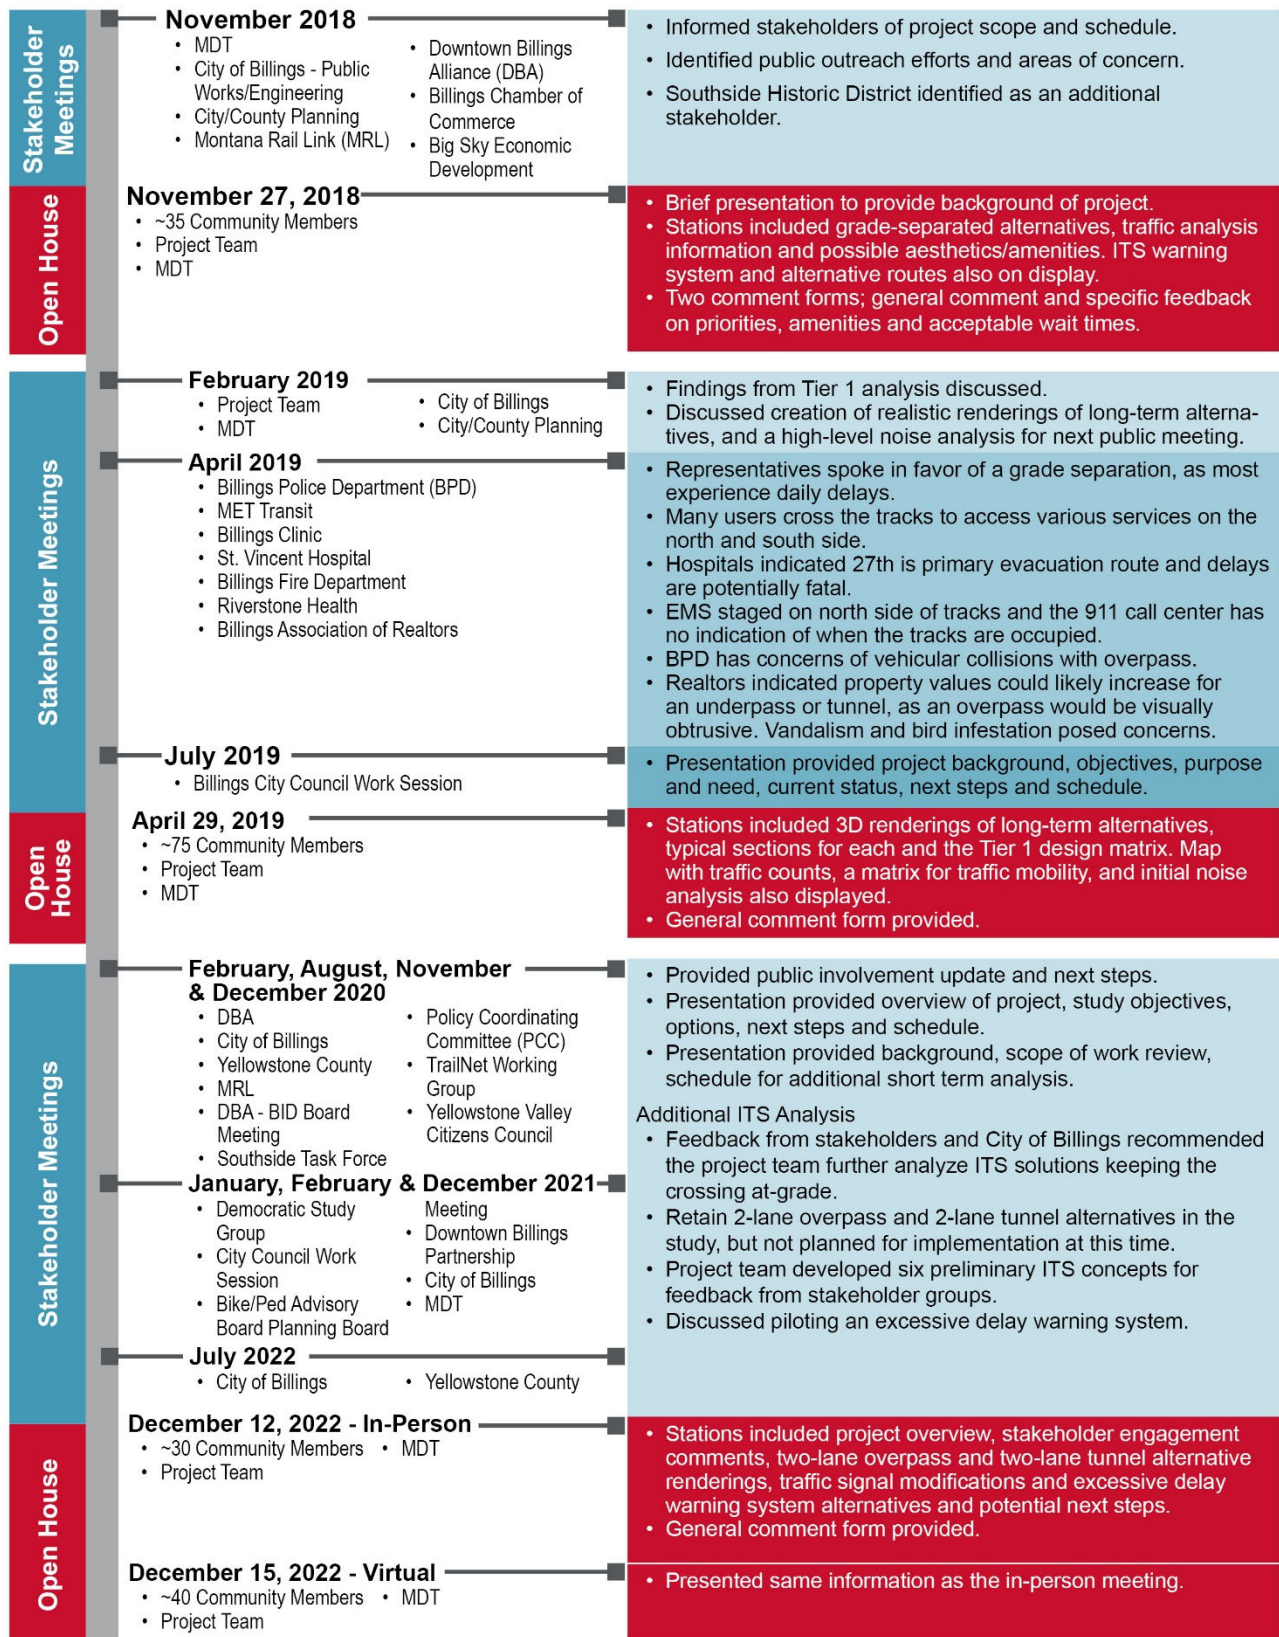 Stakeholder
Meetings
November 2018
• MDT
• City of Billings - Public
Works/Engineering
• City/County Planning
• Montana Rail Link (MRL)
• Downtown Billings
Alliance (DBA)
• Billings Chamber of
Commerce
• Big Sky Economic
Development
• Informed stakeholders of project scope and schedule.
• Identified public outreach efforts and areas of concern.
• Southside Historic District identified as an additional
stakeholder.
Open House
November 27, 2018
• ~35 Community Members
• Project Team
• MDT
• Brief presentation to provide background of project.
• Stations included grade-separated alternatives, traffic analysis
information and possible aesthetics/amenities. ITS warning
system and alternative routes also on display.
• Two comment forms; general comment and specific feedback
on priorities, amenities and acceptable wait times.
Stakeholder Meetings
February 2019
• Project Team
• MDT
• City of Billings
• City/County Planning
• Findings from Tier 1 analysis discussed.
• Discussed creation of realistic renderings of long-term alterna-
tives, and a high-level noise analysis for next public meeting.
April 2019
• Billings Police Department (BPD)
• MET Transit
• Billings Clinic
• St. Vincent Hospital
• Billings Fire Department
• Riverstone Health
• Billings Association of Realtors
• Representatives spoke in favor of a grade separation, as most
experience daily delays.
• Many users cross the tracks to access various services on the
north and south side.
• Hospitals indicated 27th is primary evacuation route and delays
are potentially fatal.
• EMS staged on north side of tracks and the 911 call center has
no indication of when the tracks are occupied.
• BPD has concerns of vehicular collisions with overpass.
• Realtors indicated property values could likely increase for
an underpass or tunnel, as an overpass would be visually
obtrusive. Vandalism and bird infestation posed concerns.
July 2019
• Billings City Council Work Session
• Presentation provided project background, objectives, purpose
and need, current status, next steps and schedule.
Open
House
April 29, 2019
• ~75 Community Members
• Project Team
• MDT
• Stations included 3D renderings of long-term alternatives,
typical sections for each and the Tier 1 design matrix. Map
with traffic counts, a matrix for traffic mobility, and initial noise
analysis also displayed.
• General comment form provided.
Stakeholder Meetings
February, August, November
& December 2020
• DBA
• City of Billings
• Yellowstone County
• MRL
• DBA - BID Board
Meeting
• Southside Task Force
• Policy Coordinating
Committee (PCC)
• TrailNet Working
Group
• Yellowstone Valley
Citizens Council
January, February & December 2021
• Democratic Study
Group
• City Council Work
Session
• Bike/Ped Advisory
Board Planning Board
Meeting
• Downtown Billings
Partnership
• City of Billings
• MDT
July 2022
• City of Billings
• Yellowstone County
• Provided public involvement update and next steps.
• Presentation provided overview of project, study objectives,
options, next steps and schedule.
• Presentation provided background, scope of work review,
schedule for additional short term analysis.
Additional ITS Analysis
• Feedback from stakeholders and City of Billings recommended
the project team further analyze ITS solutions keeping the
crossing at-grade.
• Retain 2-lane overpass and 2-lane tunnel alternatives in the
study, but not planned for implementation at this time.
• Project team developed six preliminary ITS concepts for
feedback from stakeholder groups.
• Discussed piloting an excessive delay warning system.
Open House
December 12, 2022 - In-Person
• ~30 Community Members • MDT
• Project Team
• Stations included project overview, stakeholder engagement
comments, two-lane overpass and two-lane tunnel alternative
renderings, traffic signal modifications and excessive delay
warning system alternatives and potential next steps.
• General comment form provided.
December 15, 2022 - Virtual
• ~40 Community Members • MDT
• Project Team
• Presented same information as the in-person meeting.